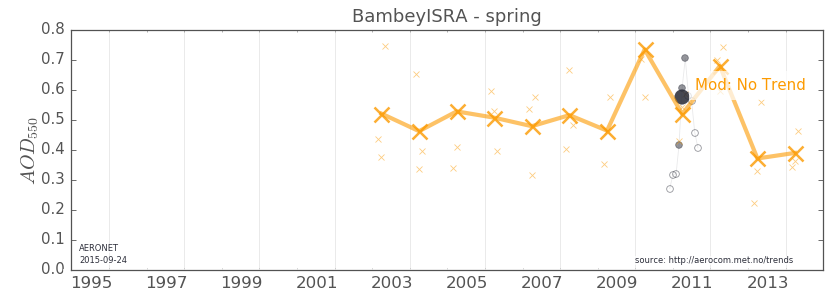 BambeyISRA - spring
0.8
0.7
0.6
0.5
0.4
0.3
0.2
0.1
0.0
AOD550
Mod: No Trend
AERONET
2015-09-24
source: http://aerocom.met.no/trends
1995 1997 1999 2001 2003 2005 2007 2009 2011 2013